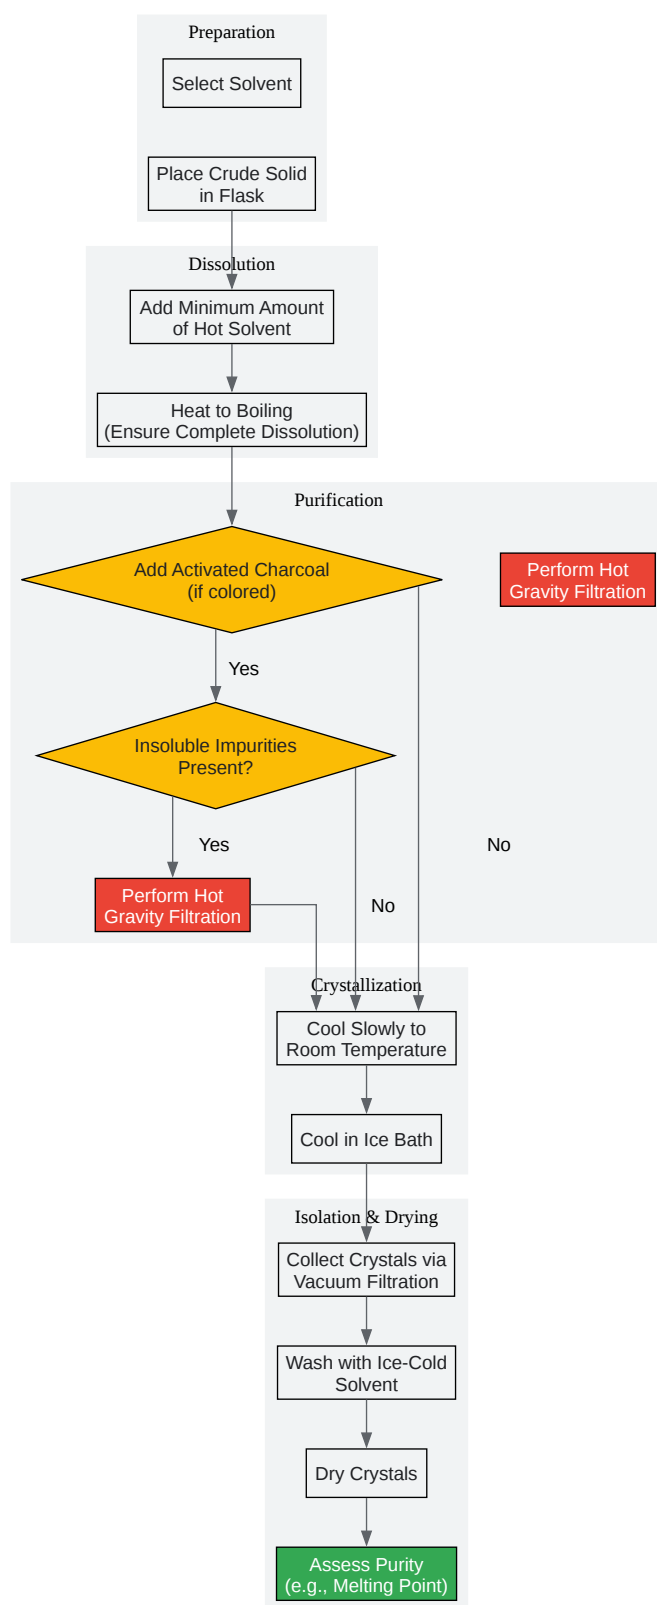 Preparation
Select Solvent
Place Crude Solid
in Flask
Dissolution
Add Minimum Amount
of Hot Solvent
Heat to Boiling
(Ensure Complete Dissolution)
Purification
Add Activated Charcoal
(if colored)
Perform Hot
Gravity Filtration
Yes
Insoluble Impurities
Present?
Yes
No
Perform Hot
Gravity Filtration
No
Crystallization
Cool Slowly to
Room Temperature
Cool in Ice Bath
Isolation & Drying
Collect Crystals via
Vacuum Filtration
Wash with Ice-Cold
Solvent
Dry Crystals
Assess Purity
(e.g., Melting Point)